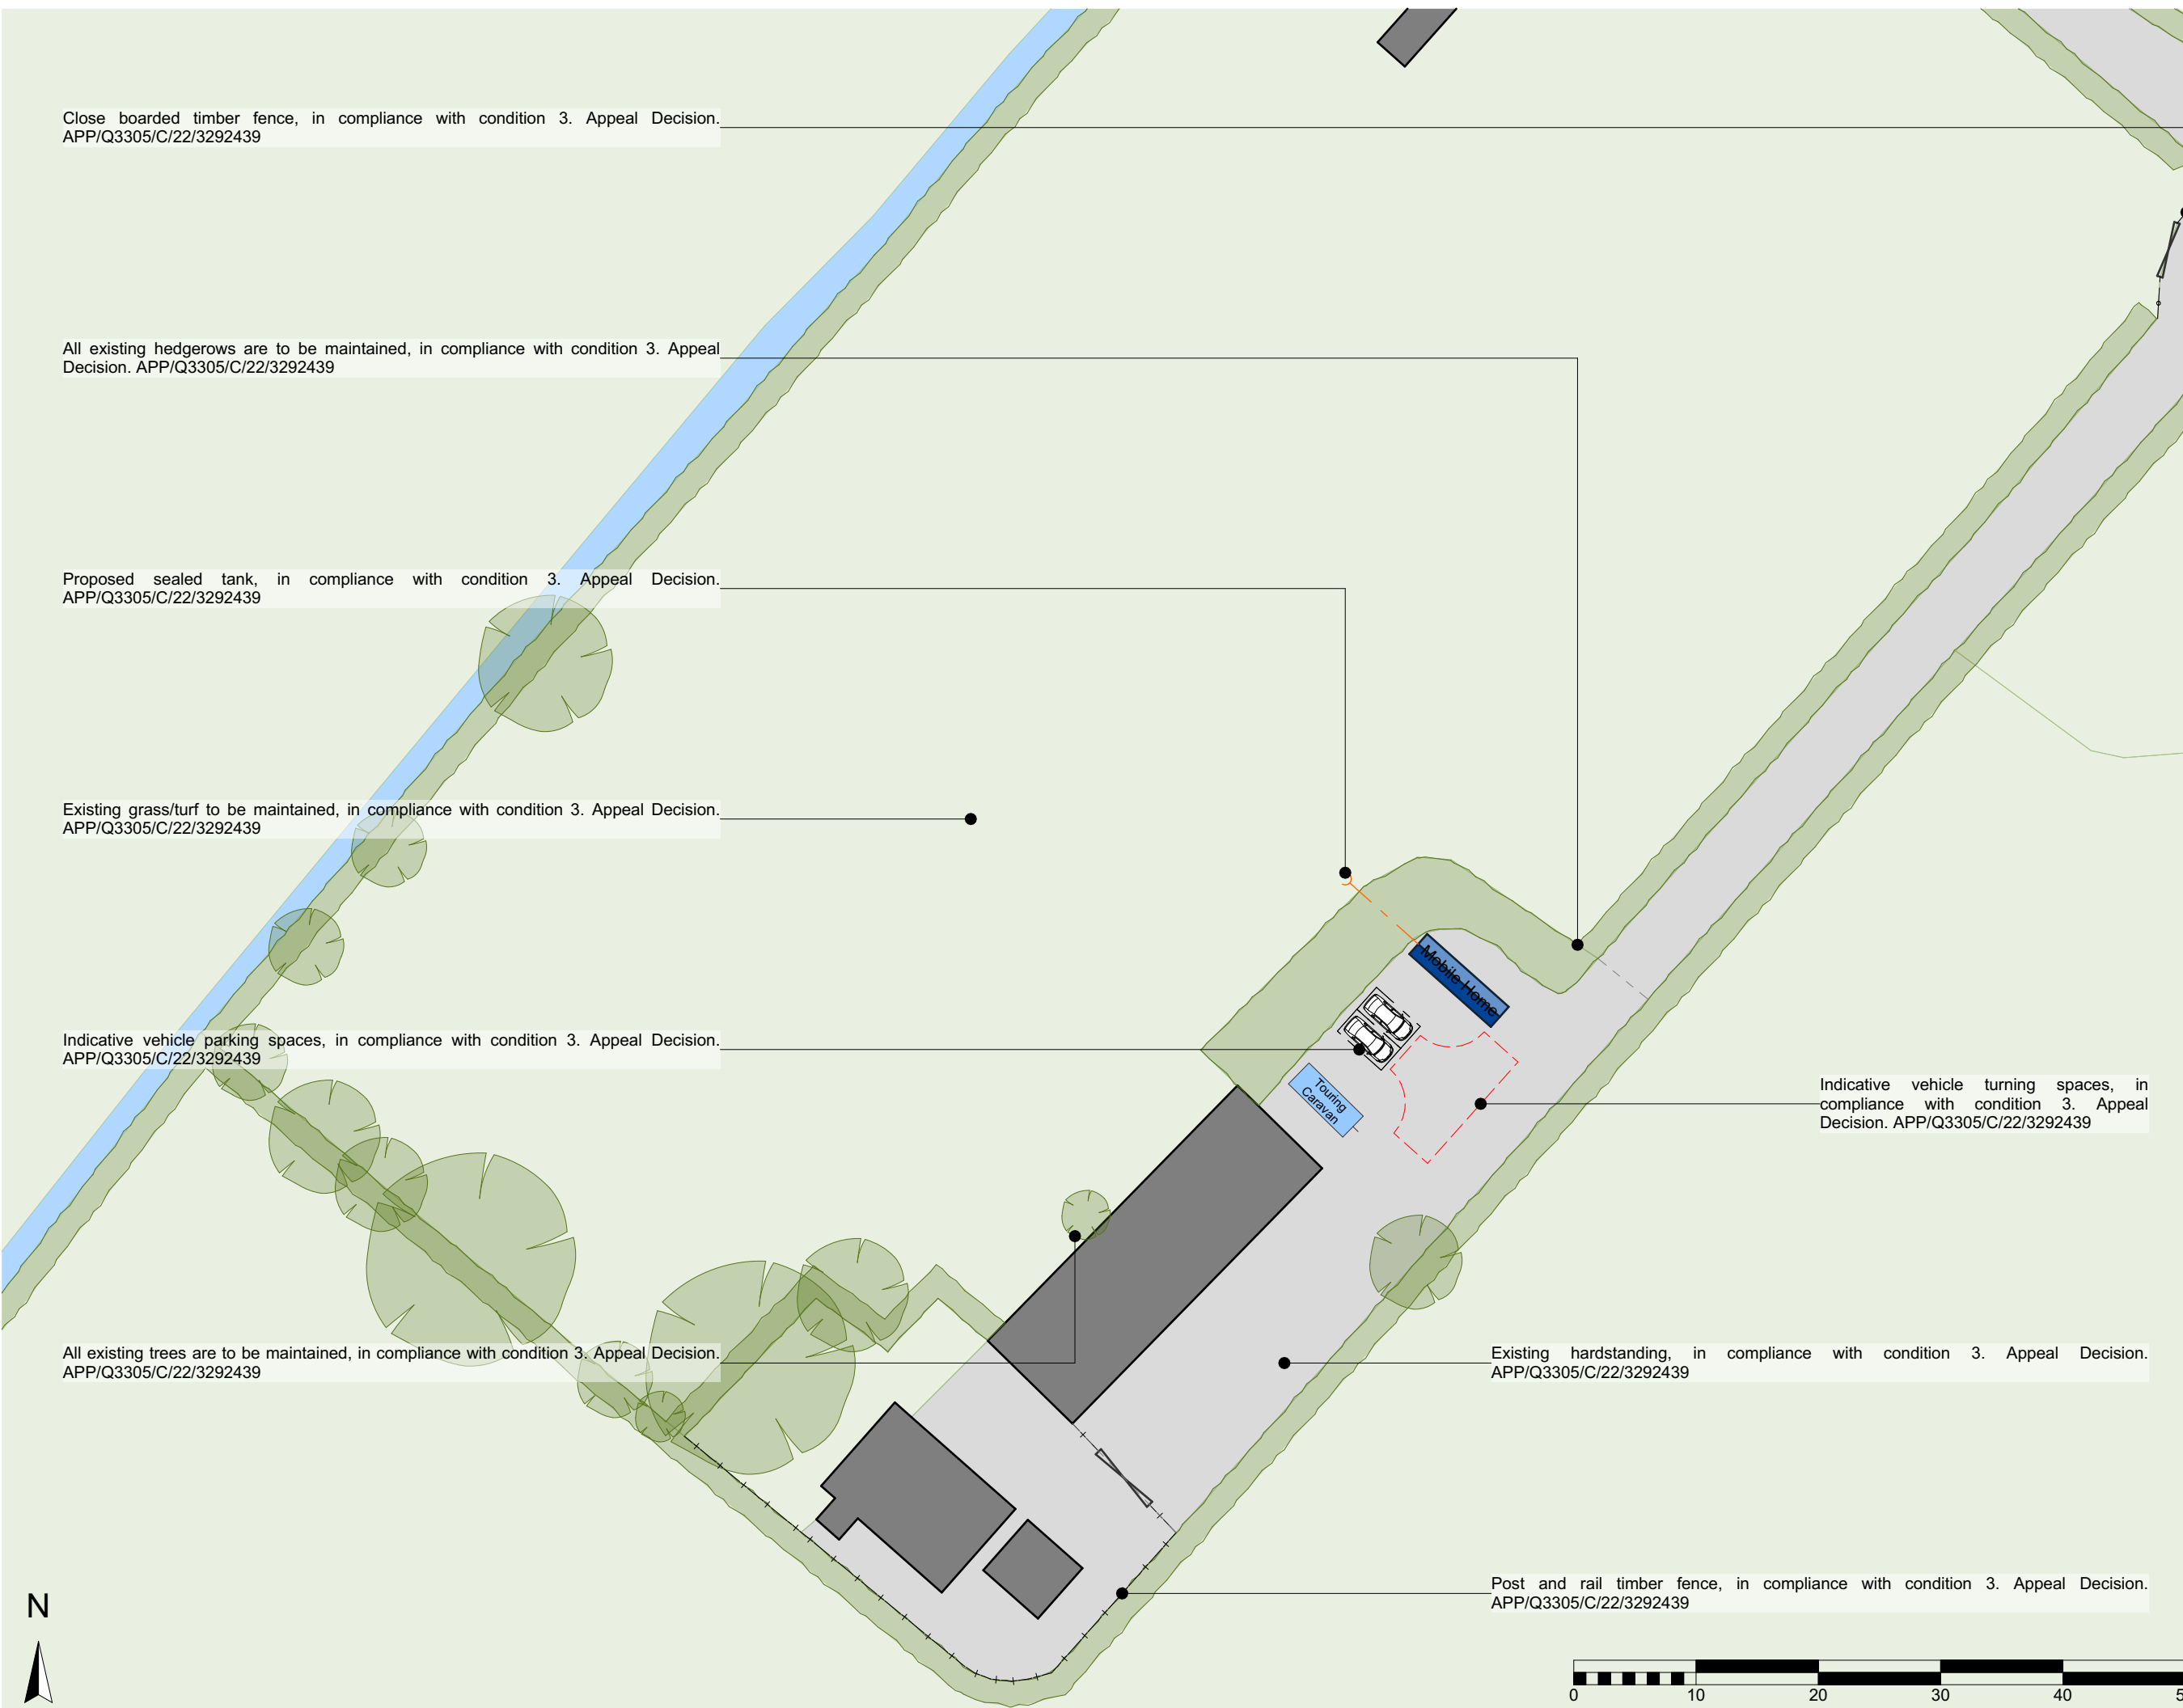 Close boarded timber fence, in compliance with condition 3. Appeal Decision.
APP/Q3305/C/22/3292439
All existing hedgerows are to be maintained, in compliance with condition 3. Appeal
Decision. APP/Q3305/C/22/3292439
Proposed sealed tank, in compliance with condition 3. Appeal Decision.
APP/Q3305/C/22/3292439
Existing grass/turf to be maintained, in compliance with condition 3. Appeal Decision.
APP/Q3305/C/22/3292439
Mobile Home
Indicative vehicle parking spaces, in compliance with condition 3. Appeal Decision.
APP/Q3305/C/22/3292439
Touring
Caravan
Indicative vehicle turning spaces, in
compliance with condition 3. Appeal
Decision. APP/Q3305/C/22/3292439
All existing trees are to be maintained, in compliance with condition 3. Appeal Decision.
APP/Q3305/C/22/3292439
Existing hardstanding, in compliance with condition 3. Appeal Decision.
APP/Q3305/C/22/3292439
Post and rail timber fence, in compliance with condition 3. Appeal Decision.
APP/Q3305/C/22/3292439
N
0 10 20 30 40